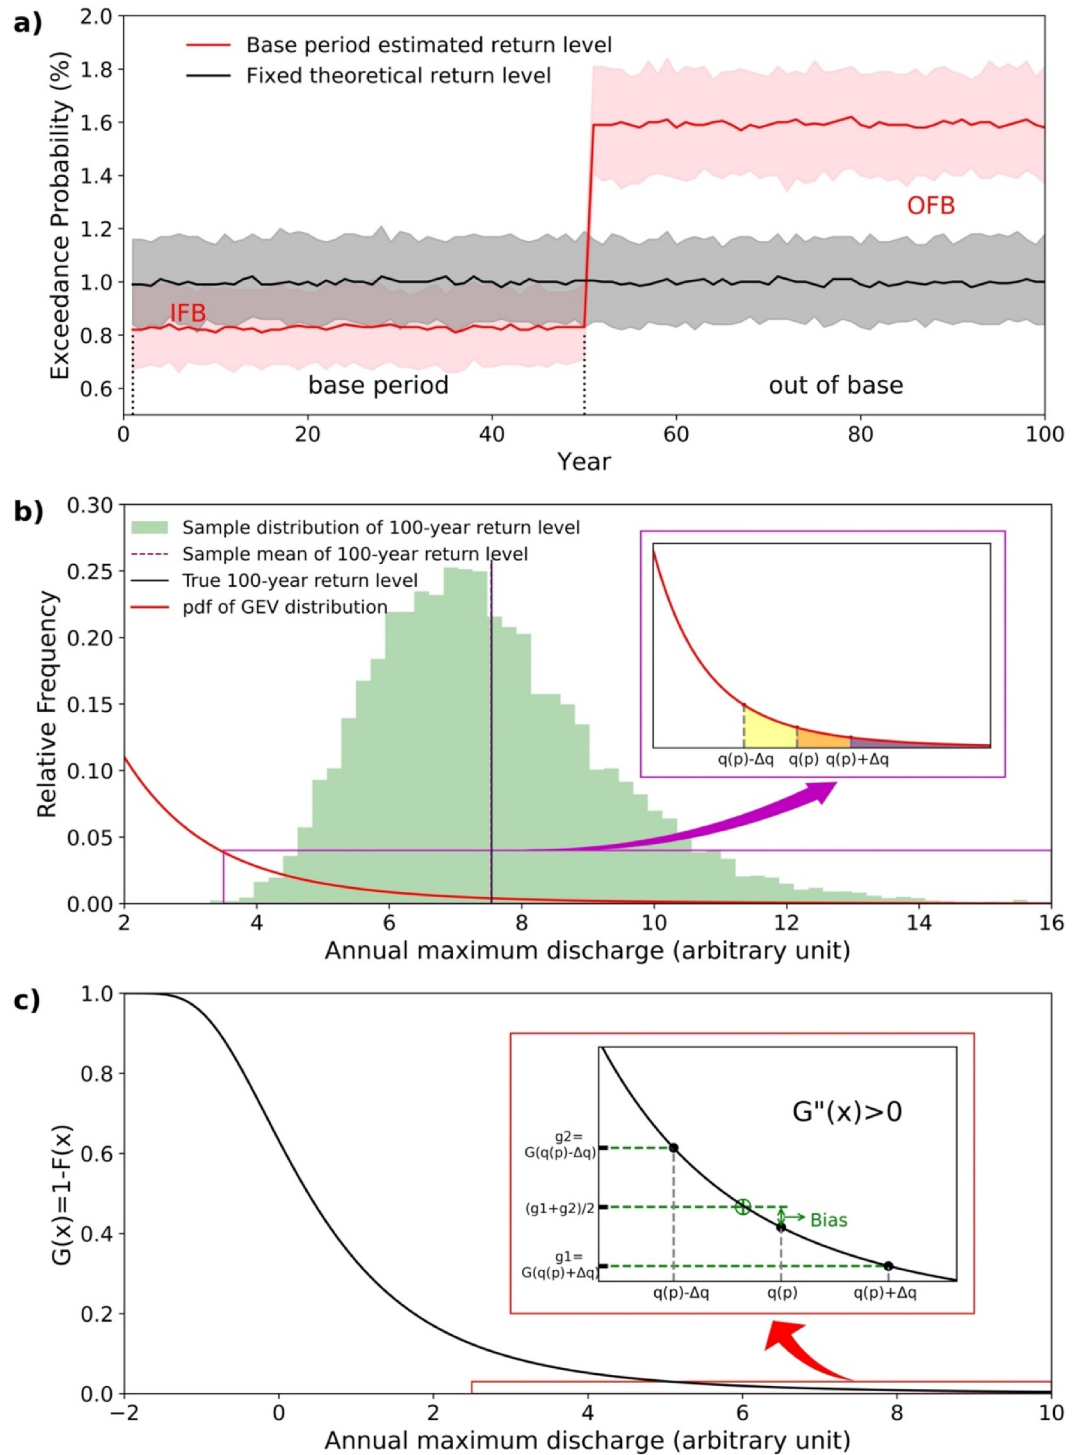 a)
2.0
1.8
1.6
1.4
1.2
1.0
0.8
0.6
Exceedance Probability (%)
Base period estimated return level
Fixed theoretical return level
OFB
IFB
base period
out of base
0
20
40
60
80
100
Year
b)
0.30
0.25
0.20
0.15
0.10
0.05
0.00
Relative Frequency
Sample distribution of 100-year return level
Sample mean of 100-year return level
True 100-year return level
pdf of GEV distribution
q(p)-Δq
q(p)
q(p)+Δq
2
4
6
8
10
12
14
16
Annual maximum discharge (arbitrary unit)
c)
1.0
0.8
0.6
0.4
0.2
0.0
G(x)=1-F(x)
G"(x)>0
g2=
G(q(p)-Δq)
(g1+g2)/2
Bias
g1=
G(q(p)+Δq)
q(p)-Δq
q(p)
q(p)+Δq
−2
0
2
4
6
8
10
Annual maximum discharge (arbitrary unit)